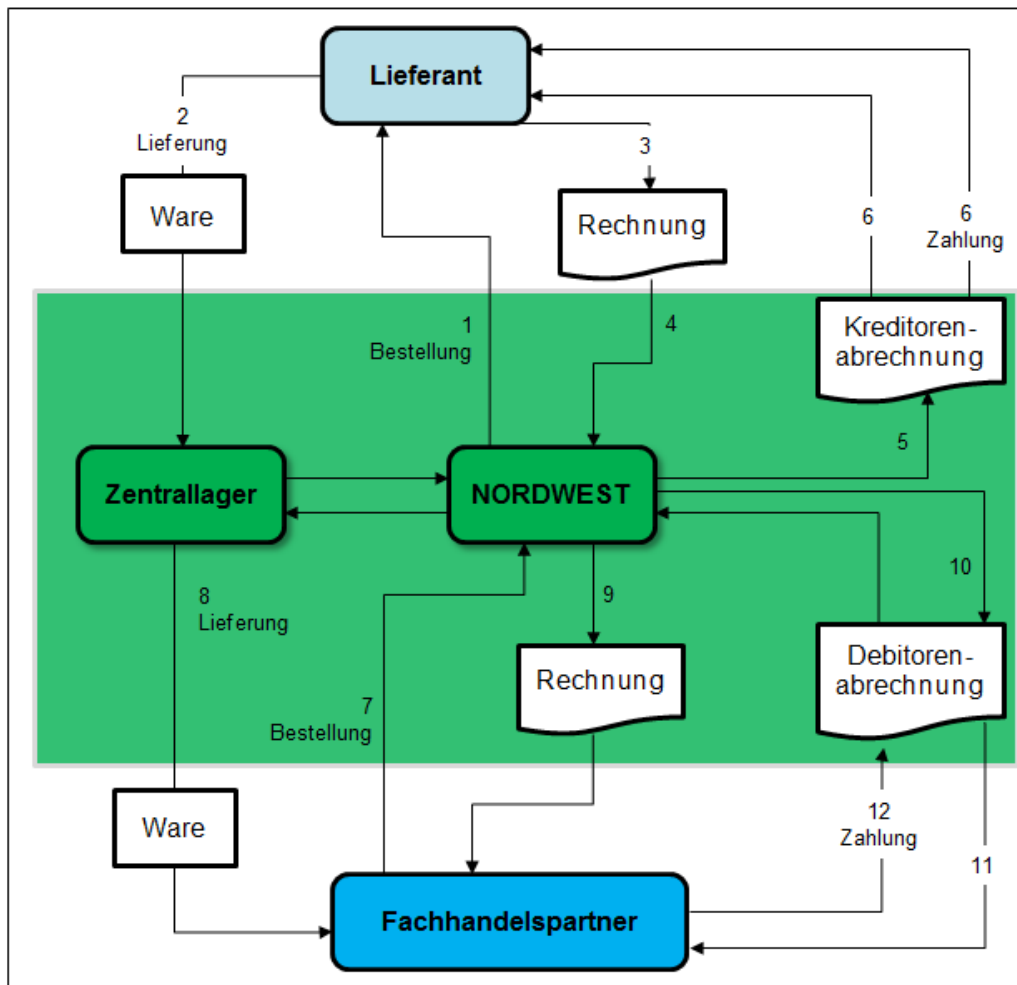 Lieferant
2
Lieferung
3
Ware
Rechnung
6
6
Zahlung
1
Bestellung
4
Kreditoren-
abrechnung
5
Zentrallager
NORDWEST
8
Lieferung
9
10
7
Bestellung
Rechnung
Debitoren-
abrechnung
Ware
12
Zahlung
11
Fachhandelspartner